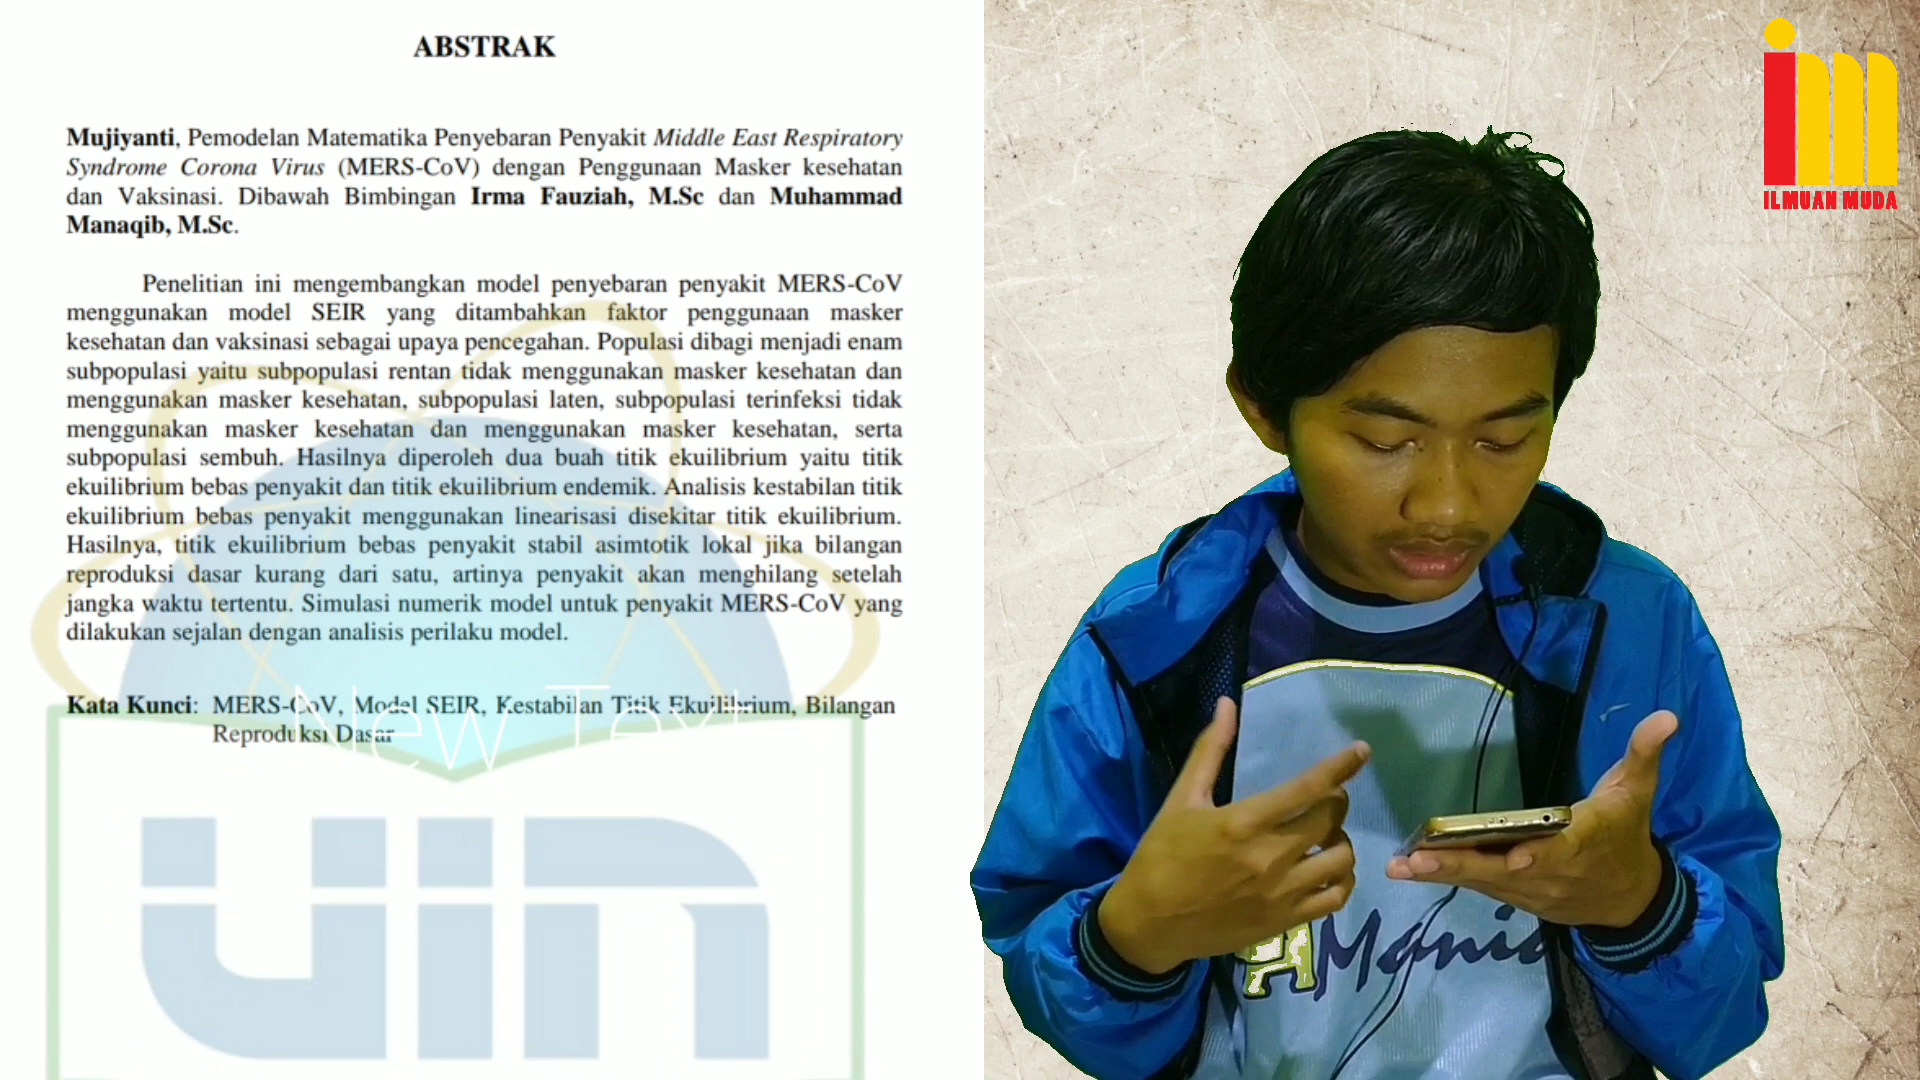 ABSTRAK
Mujiyanti, Pemodelan Matematika Penyebaran Penyakit Middle East Respiratory
Syndrome Corona Virus (MERS-CoV) dengan Penggunaan Masker kesehatan
dan Vaksinasi. Dibawah Bimbingan Irma Fauziah, M.Sc dan Muhammad
Manaqib, M.Sc.
Penelitian ini mengembangkan model penyebaran penyakit MERS-CoV
menggunakan model SEIR yang ditambahkan faktor penggunaan masker
kesehatan dan vaksinasi sebagai upaya pencegahan. Populasi dibagi menjadi enam
subpopulasi yaitu subpopulasi rentan tidak menggunakan masker kesehatan dan
menggunakan masker kesehatan, subpopulasi laten, subpopulasi terinfeksi tidak
menggunakan masker kesehatan dan menggunakan masker kesehatan, serta
subpopulasi sembuh. Hasilnya diperoleh dua buah titik ekuilibrium yaitu titik
ekuilibrium bebas penyakit dan titik ekuilibrium endemik. Analisis kestabilan titik
ekuilibrium bebas penyakit menggunakan linearisasi disekitar titik ekuilibrium.
Hasilnya, titik ekuilibrium bebas penyakit stabil asimtotik lokal jika bilangan
reproduksi dasar kurang dari satu, artinya penyakit akan menghilang setelah
jangka waktu tertentu. Simulasi numerik model untuk penyakit MERS-CoV yang
dilakukan sejalan dengan analisis perilaku model.
Kata Kunci: MERS-CoV, Model SEIR, Kestabilan Titik Ekuilibrium, Bilangan
Reproduksi Dasar
New Text
uin
im
ILMUAN MUDA
A Mania